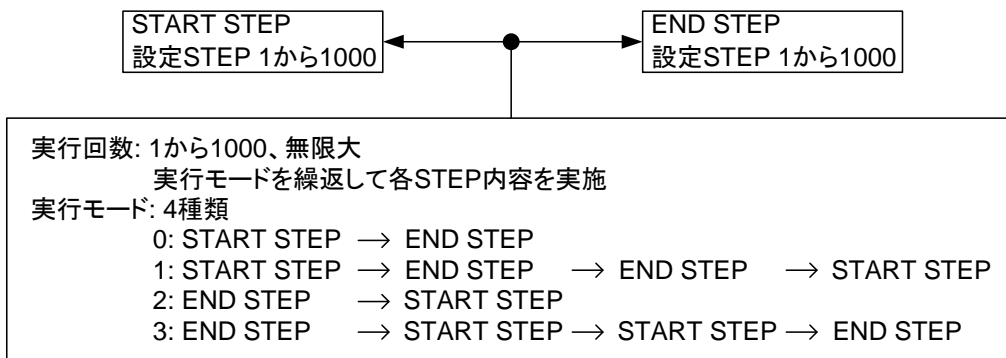 START STEP
設定STEP 1から1000
END STEP
設定STEP 1から1000
実行回数: 1から1000、無限大
実行モードを繰返して各STEP内容を実施
実行モード: 4種類
0: START STEP → END STEP
1: START STEP → END STEP → END STEP → START STEP
2: END STEP → START STEP
3: END STEP → START STEP → START STEP → END STEP